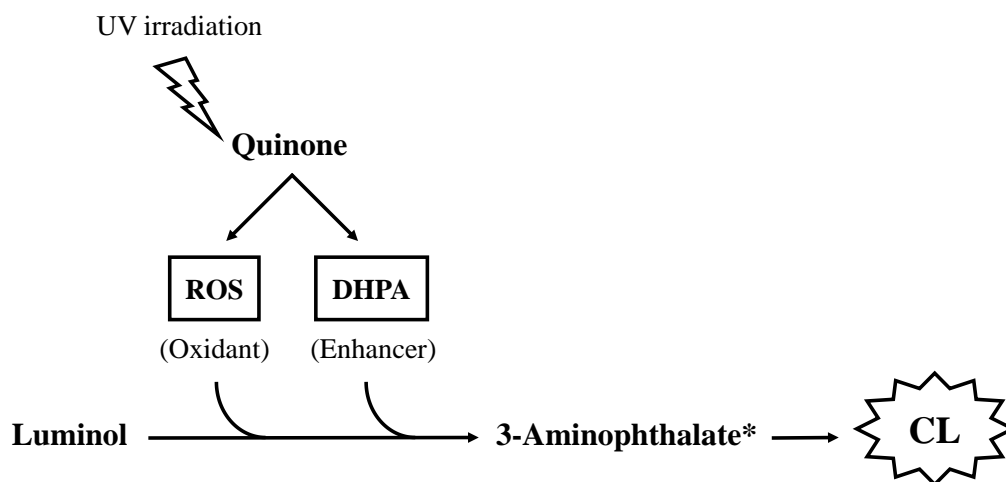 UV irradiation
Quinone
ROS
DHPA
(Oxidant)
(Enhancer)
Luminol
3-Aminophthalate*
CL